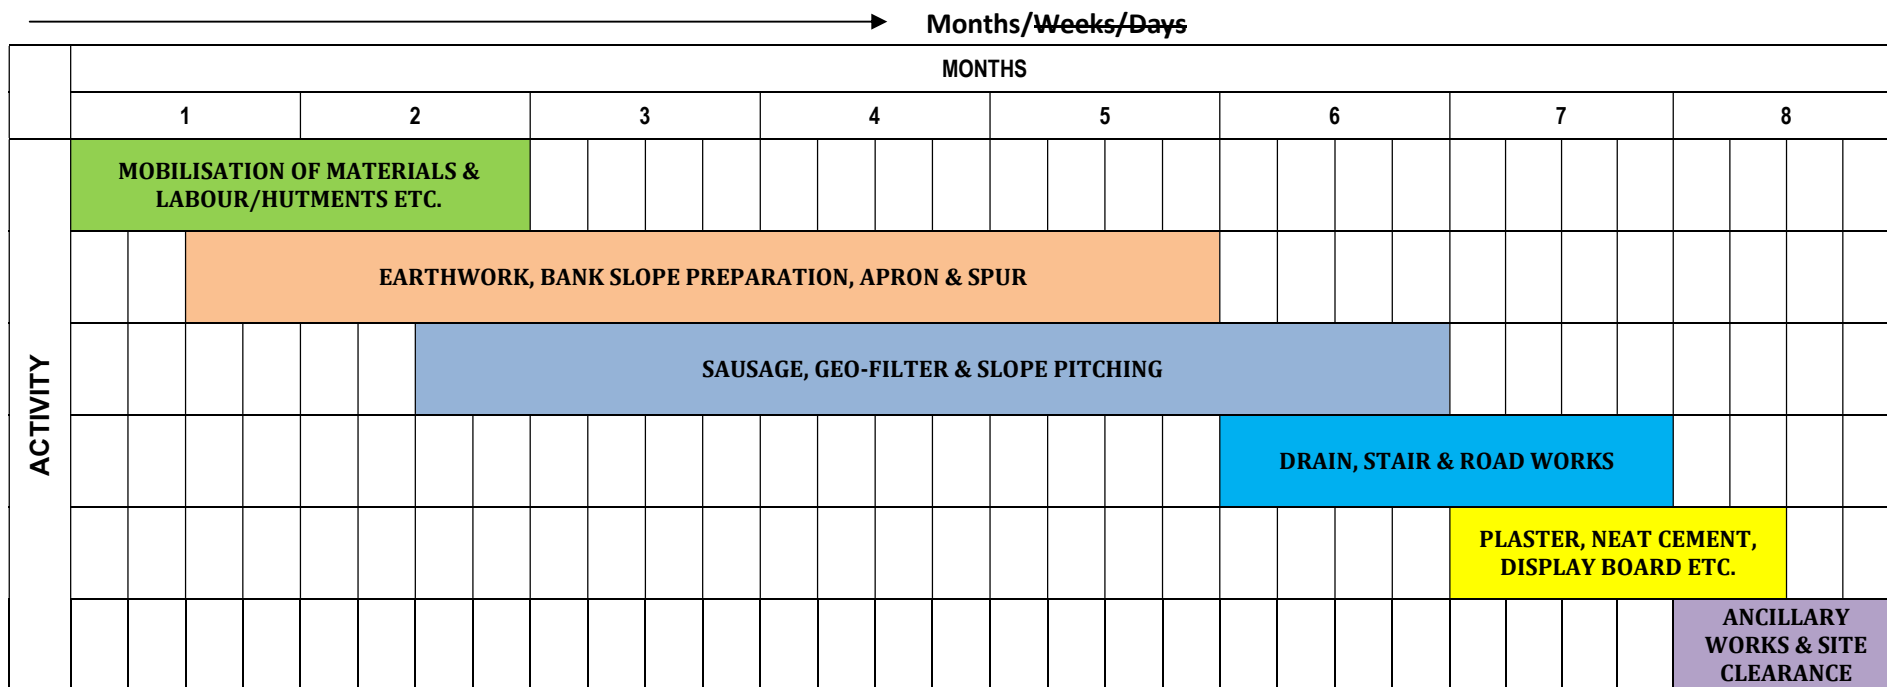 Months/Weeks/Days
MONTHS
1 2 3 4 5 6 7 8
ACTIVITY
MOBILISATION OF MATERIALS &
LABOUR/HUTMENTS ETC.
EARTHWORK, BANK SLOPE PREPARATION, APRON & SPUR
SAUSAGE, GEO-FILTER & SLOPE PITCHING
DRAIN, STAIR & ROAD WORKS
PLASTER, NEAT CEMENT,
DISPLAY BOARD ETC.
ANCILLARY
WORKS & SITE
CLEARANCE